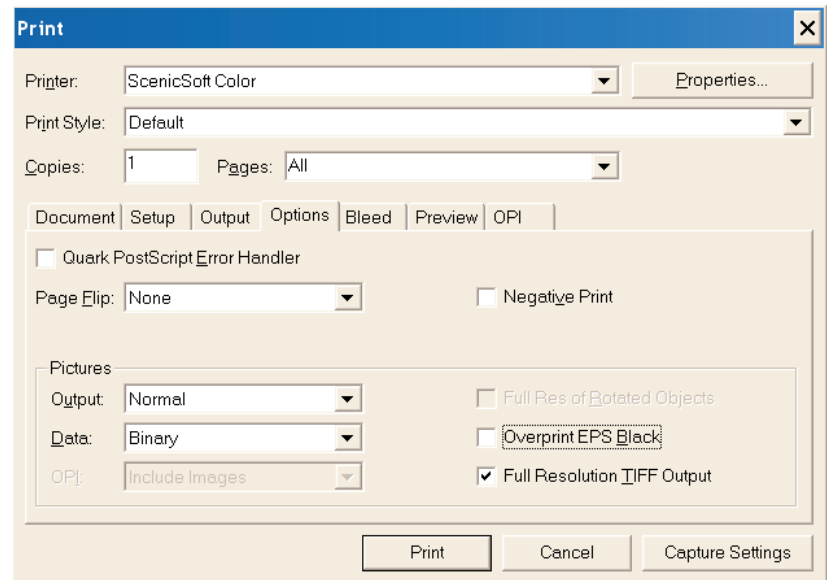 Print
Printer: ScenicSoft Color Properties...
Print Style: Default
Copies: 1 Pages: All
Document Setup Output Options Bleed Preview OPI
Quark PostScript Error Handler
Page Flip: None Negative Print
Pictures
Output: Normal Full Res of Rotated Objects
Data: Binary Overprint EPS Black
OPI: Include Images Full Resolution TIFF Output
Print Cancel Capture Settings